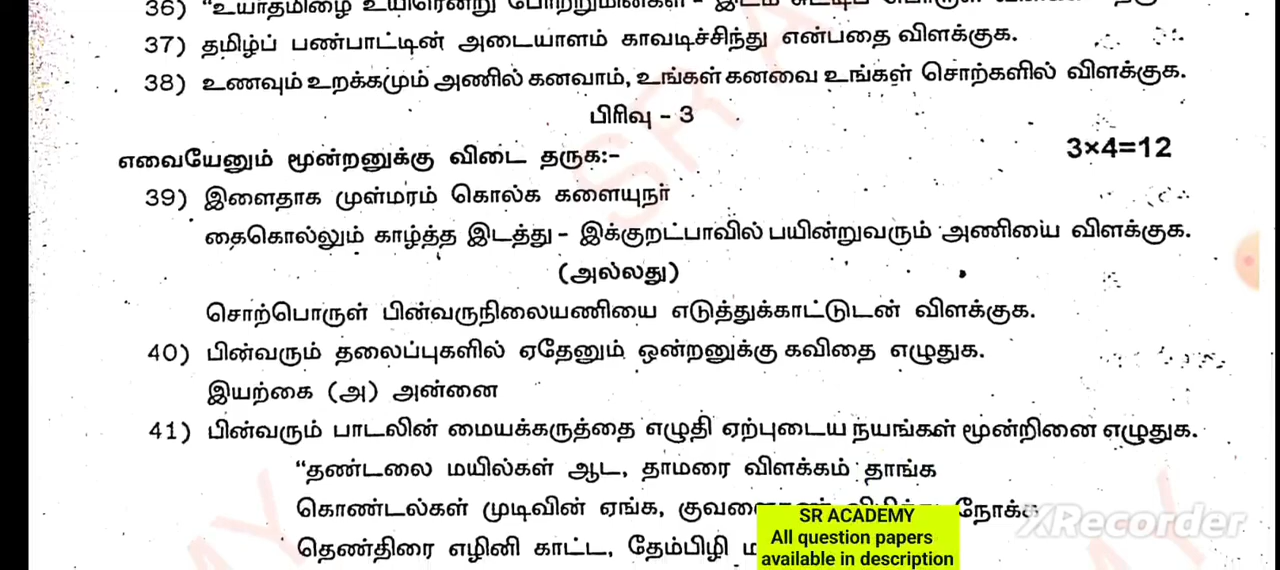 36) "உயிரென்று
37) தமிழ்ப் பண்பாட்டின் அடையாளம் காவடிச்சிந்து என்பதை விளக்குக.
38) உணவும் உறக்கமும் அணில் கனவாம், உங்கள் கனவை உங்கள் சொற்களில் விளக்குக.
பிரிவு - 3
எவையேனும் மூன்றனுக்கு விடை தருக:- 3×4=12
39) இளைதாக முள்மரம் கொல்க களையுநர்
தைகொல்லும் காழ்த்த இடத்து - இக்குறட்பாவில் பயின்றுவரும் அணியை விளக்குக.
(அல்லது)
சொற்பொருள் பின்வருநிலையணியை எடுத்துக்காட்டுடன் விளக்குக.
40) பின்வரும் தலைப்புகளில் ஏதேனும் ஒன்றனுக்கு கவிதை எழுதுக.
இயற்கை (அ) அன்னை
41) பின்வரும் பாடலின் மையக்கருத்தை எழுதி ஏற்புடைய நயங்கள் மூன்றினை எழுதுக.
"தண்டலை மயில்கள் ஆட, தாமரை விளக்கம் தாங்க
கொண்டல்கள் முடிவின் ஏங்க, நோக்க
தெண்திரை எழினி காட்ட, தேம்பிழி
SR ACADEMY
All question papers
available in description
XRecorder